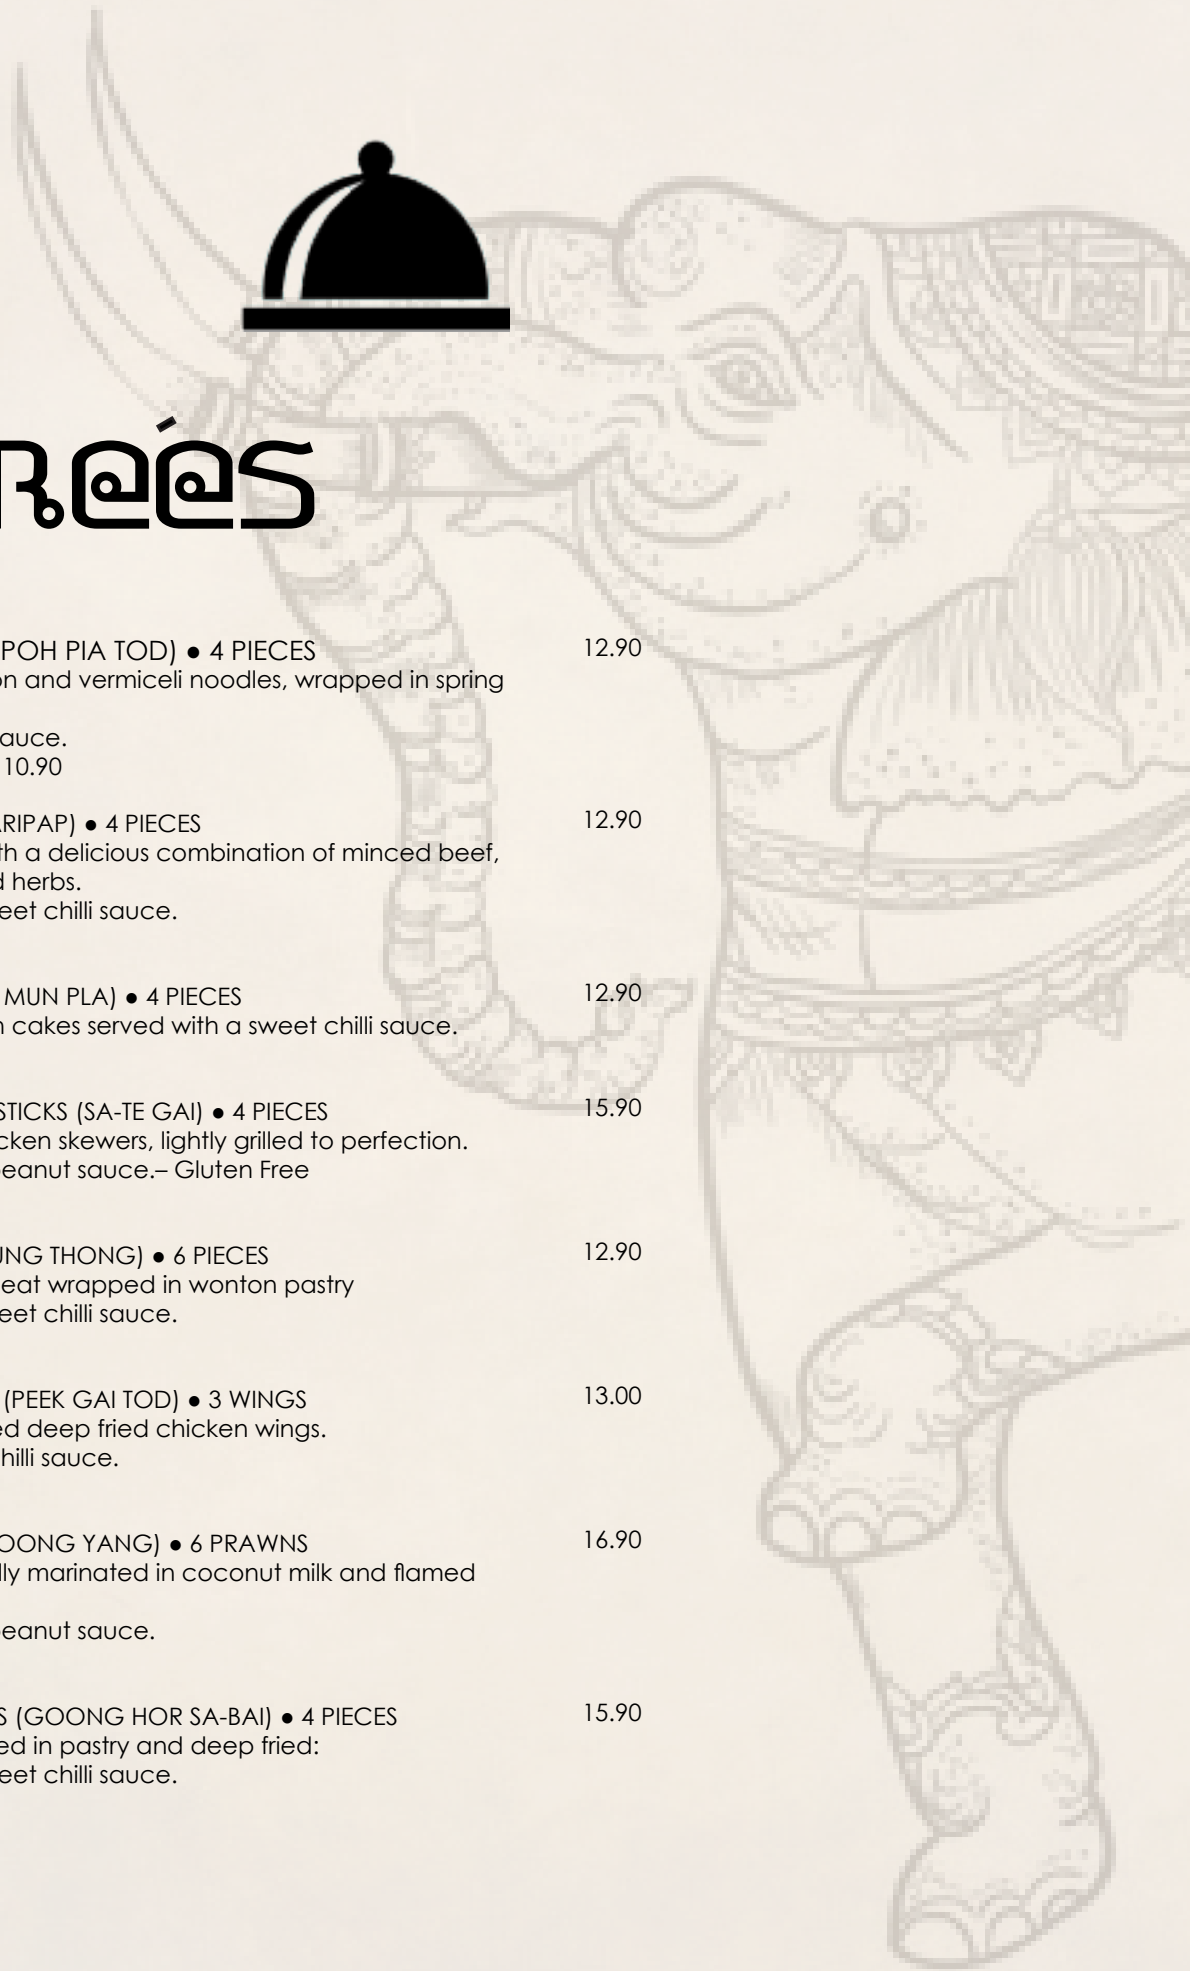 Rées
POH PIA TOD) ● 4 PIECES 12.90
on and vermiceli noodles, wrapped in spring
auce.
10.90
ARIPAP) ● 4 PIECES 12.90
th a delicious combination of minced beef,
d herbs.
eet chilli sauce.
MUN PLA) ● 4 PIECES 12.90
n cakes served with a sweet chilli sauce.
STICKS (SA-TE GAI) ● 4 PIECES 15.90
cken skewers, lightly grilled to perfection.
eanut sauce.– Gluten Free
UNG THONG) ● 6 PIECES 12.90
eat wrapped in wonton pastry
eet chilli sauce.
(PEEK GAI TOD) ● 3 WINGS 13.00
ed deep fried chicken wings.
hilli sauce.
OONG YANG) ● 6 PRAWNS 16.90
lly marinated in coconut milk and flamed
eanut sauce.
S (GOONG HOR SA-BAI) ● 4 PIECES 15.90
ed in pastry and deep fried:
eet chilli sauce.